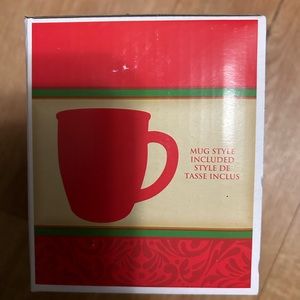 MUG STYLE
INCLUDED
STYLE DE
TASSE INCLUS